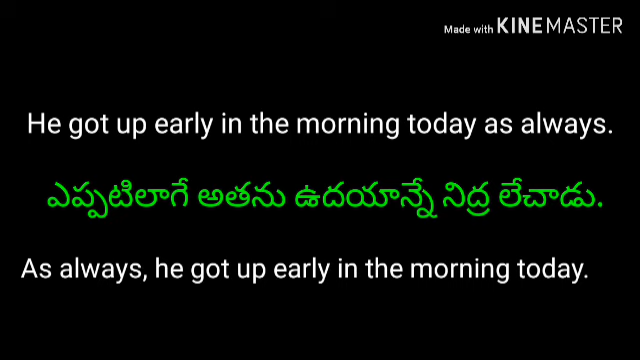 Made with KINEMASTER
He got up early in the morning today as always.
ఎప్పటిలాగే అతను ఉదయాన్నే నిద్ర లేచాడు.
As always, he got up early in the morning today.